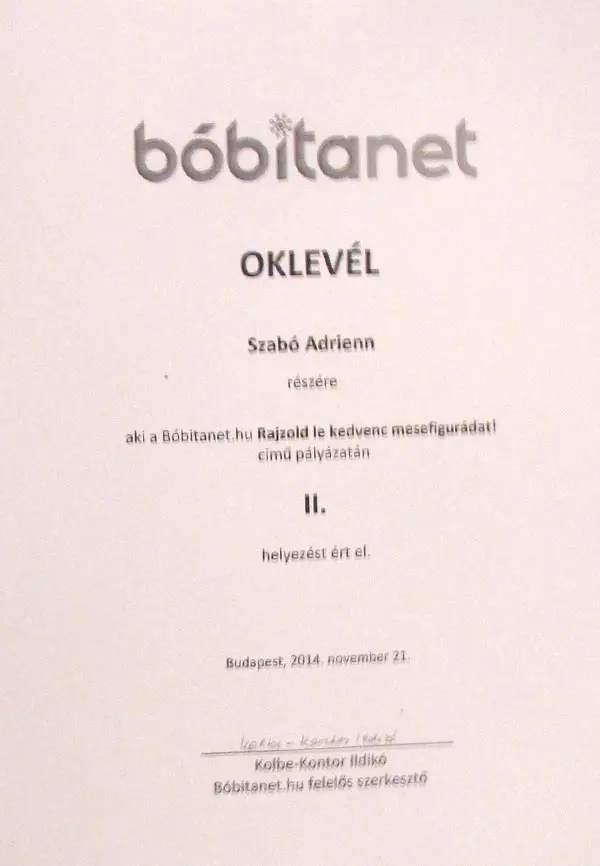 bóbitanet
OKLEVÉL
Szabó Adrienn
részére
aki a Bóbitanet.hu Rajzold le kedvenc mesefigurádat!
című pályázatán
II.
helyezést ért el.
Budapest, 2014. november 21.
Kolbe-Kontor Ildikó
Bóbitanet.hu felelős szerkesztő